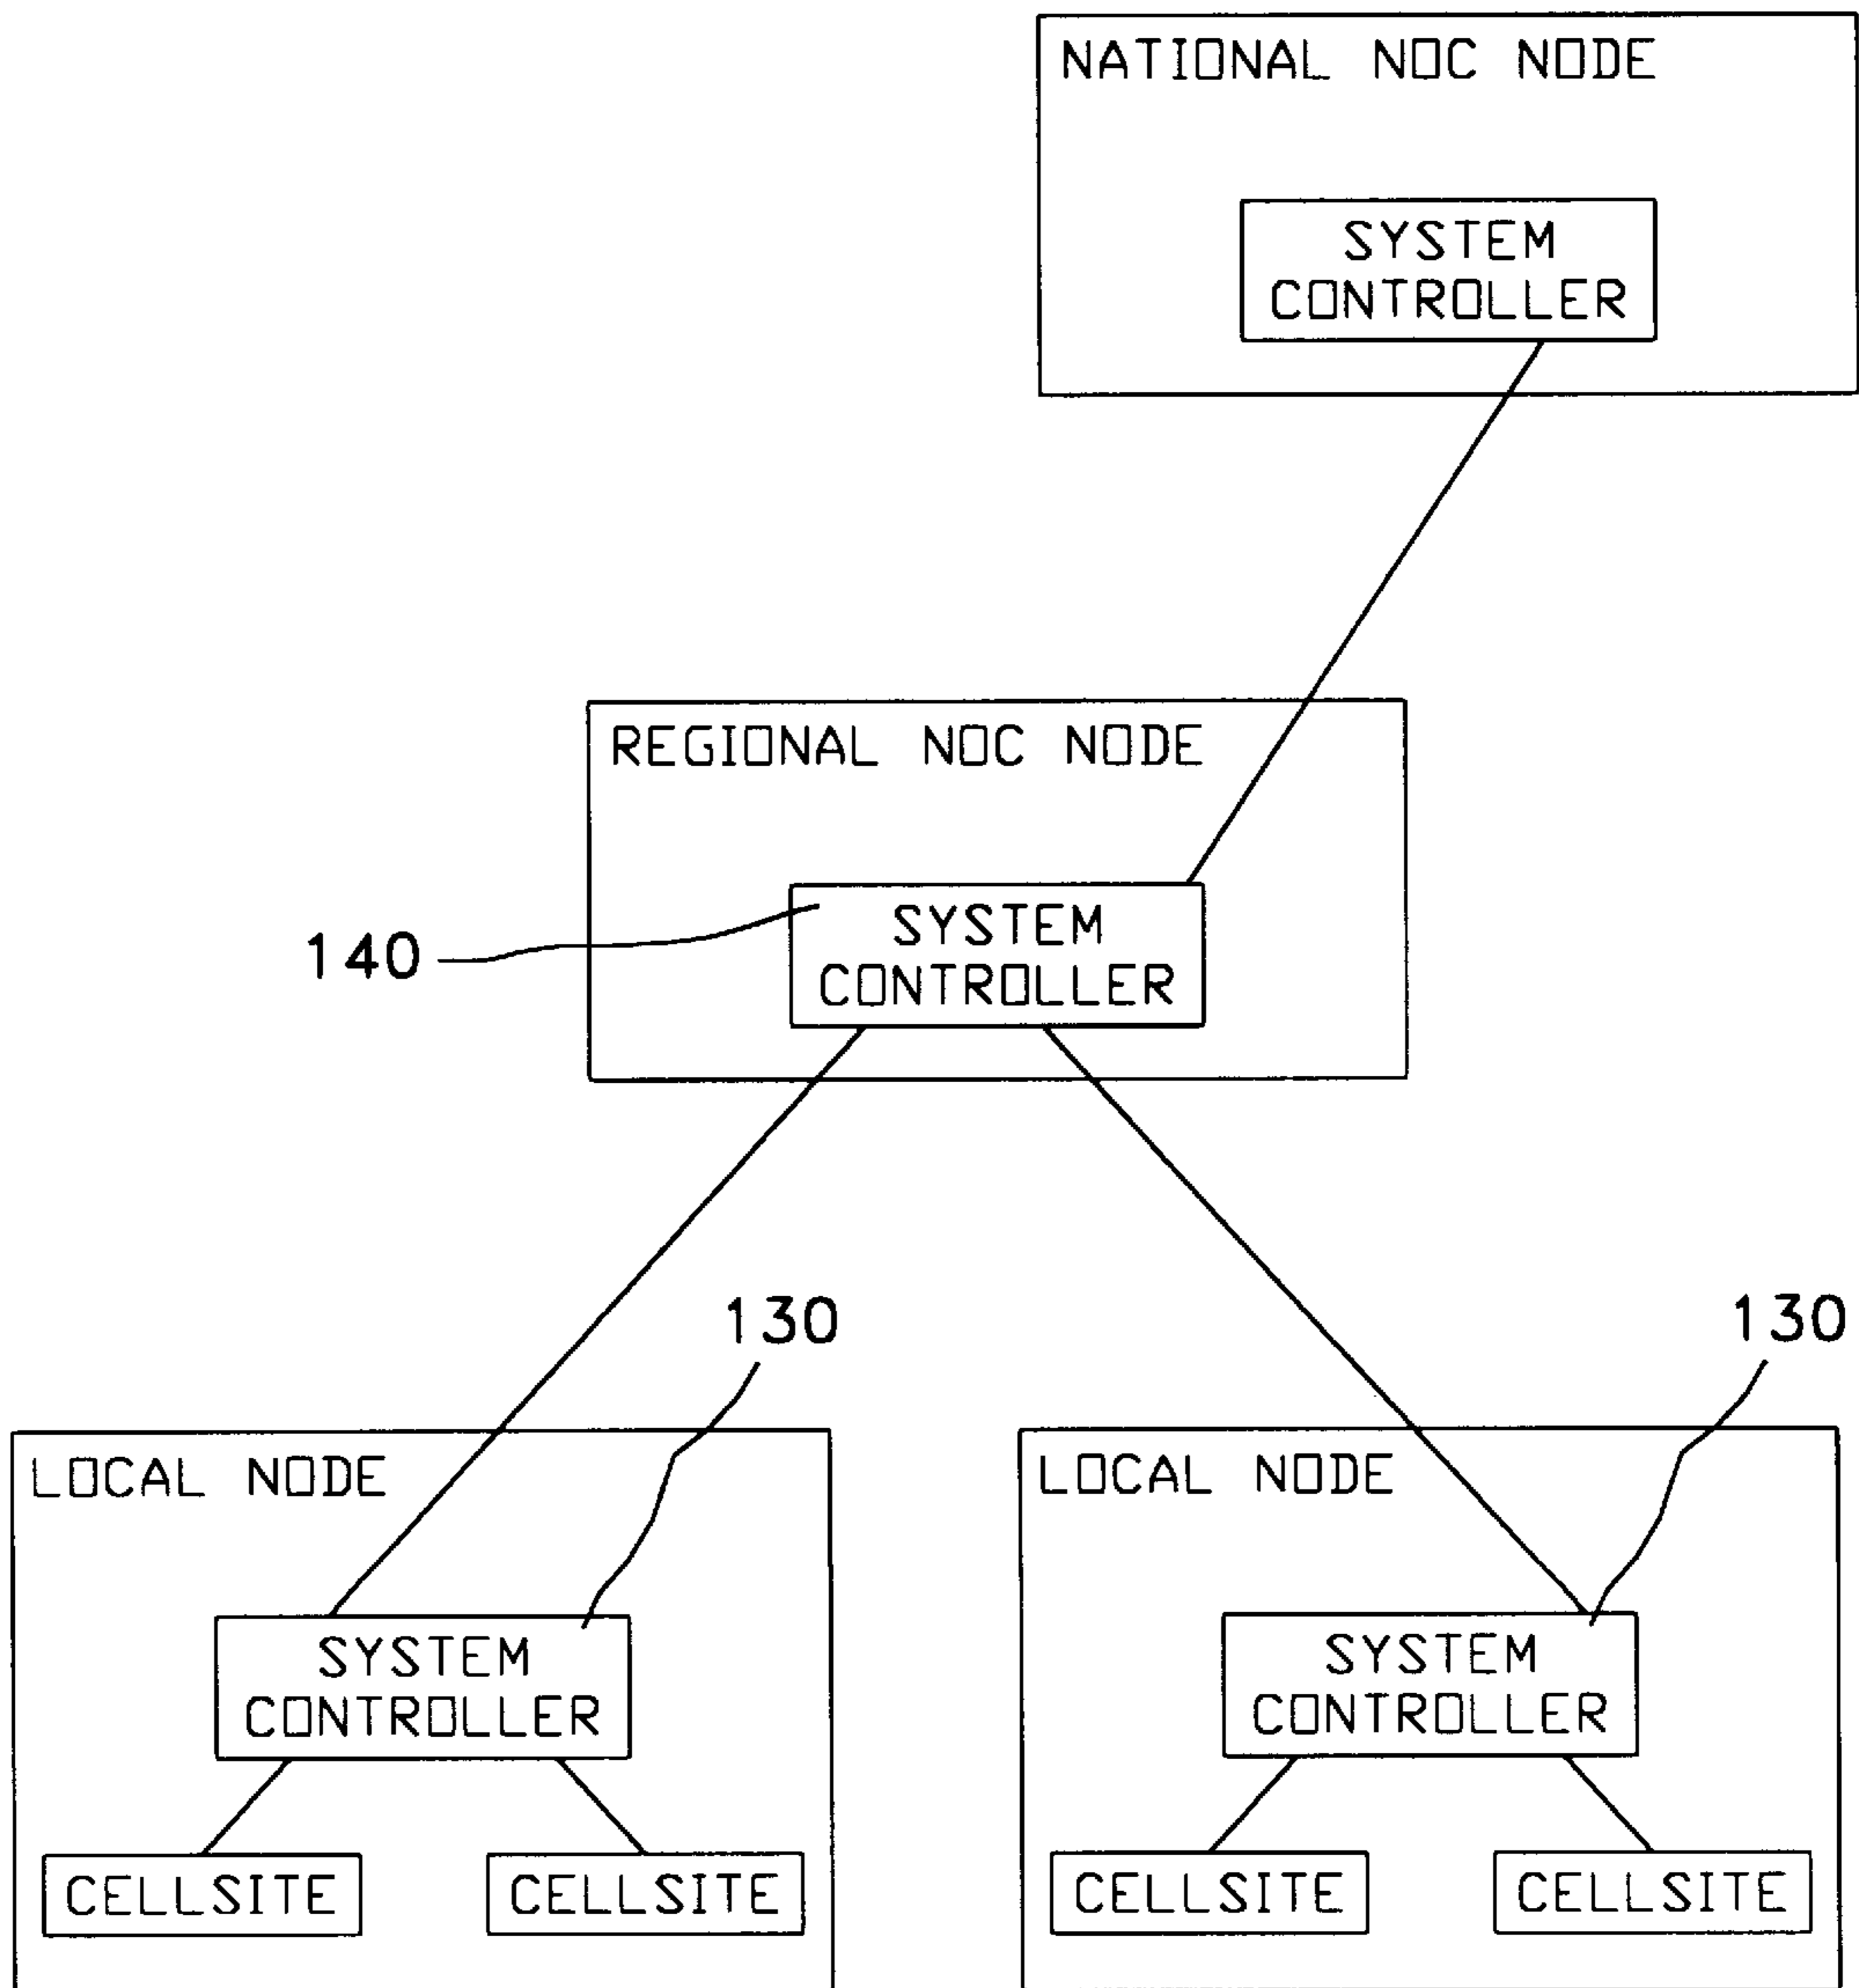 NATIONAL NOC NODE
SYSTEM
CONTROLLER
REGIONAL NOC NODE
140
SYSTEM
CONTROLLER
130
130
LOCAL NODE
LOCAL NODE
SYSTEM
CONTROLLER
SYSTEM
CONTROLLER
CELLSITE
CELLSITE
CELLSITE
CELLSITE